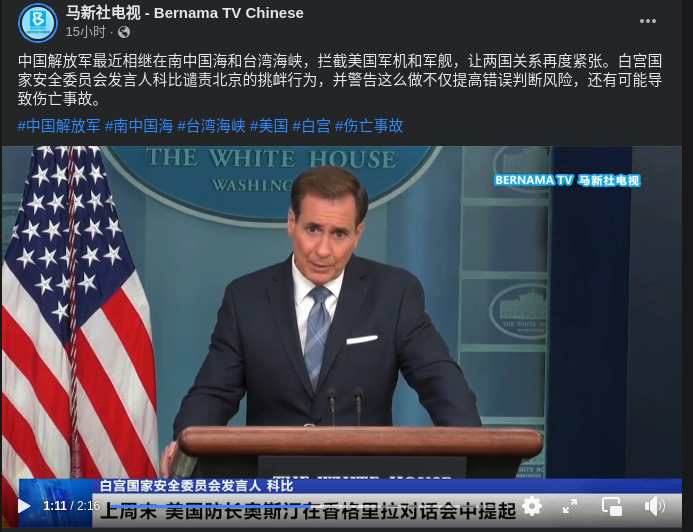 马新社电视 - Bernama TV Chinese
15小时 ·
中国解放军最近相继在南中国海和台湾海峡，拦截美国军机和军舰，让两国关系再度紧张。白宫国
家安全委员会发言人科比谴责北京的挑衅行为，并警告这么做不仅提高错误判断风险，还有可能导
致伤亡事故。
#中国解放军 #南中国海 #台湾海峡 #美国 #白宫 #伤亡事故
THE WHITE HOUSE
WASHING
BERNAMA TV 马新社电视
THE WHITE HOUSE
白宫国家安全委员会发言人 科比
1:11 / 2:16
上周末 美国防长奥斯汀在香格里拉对话会中提起